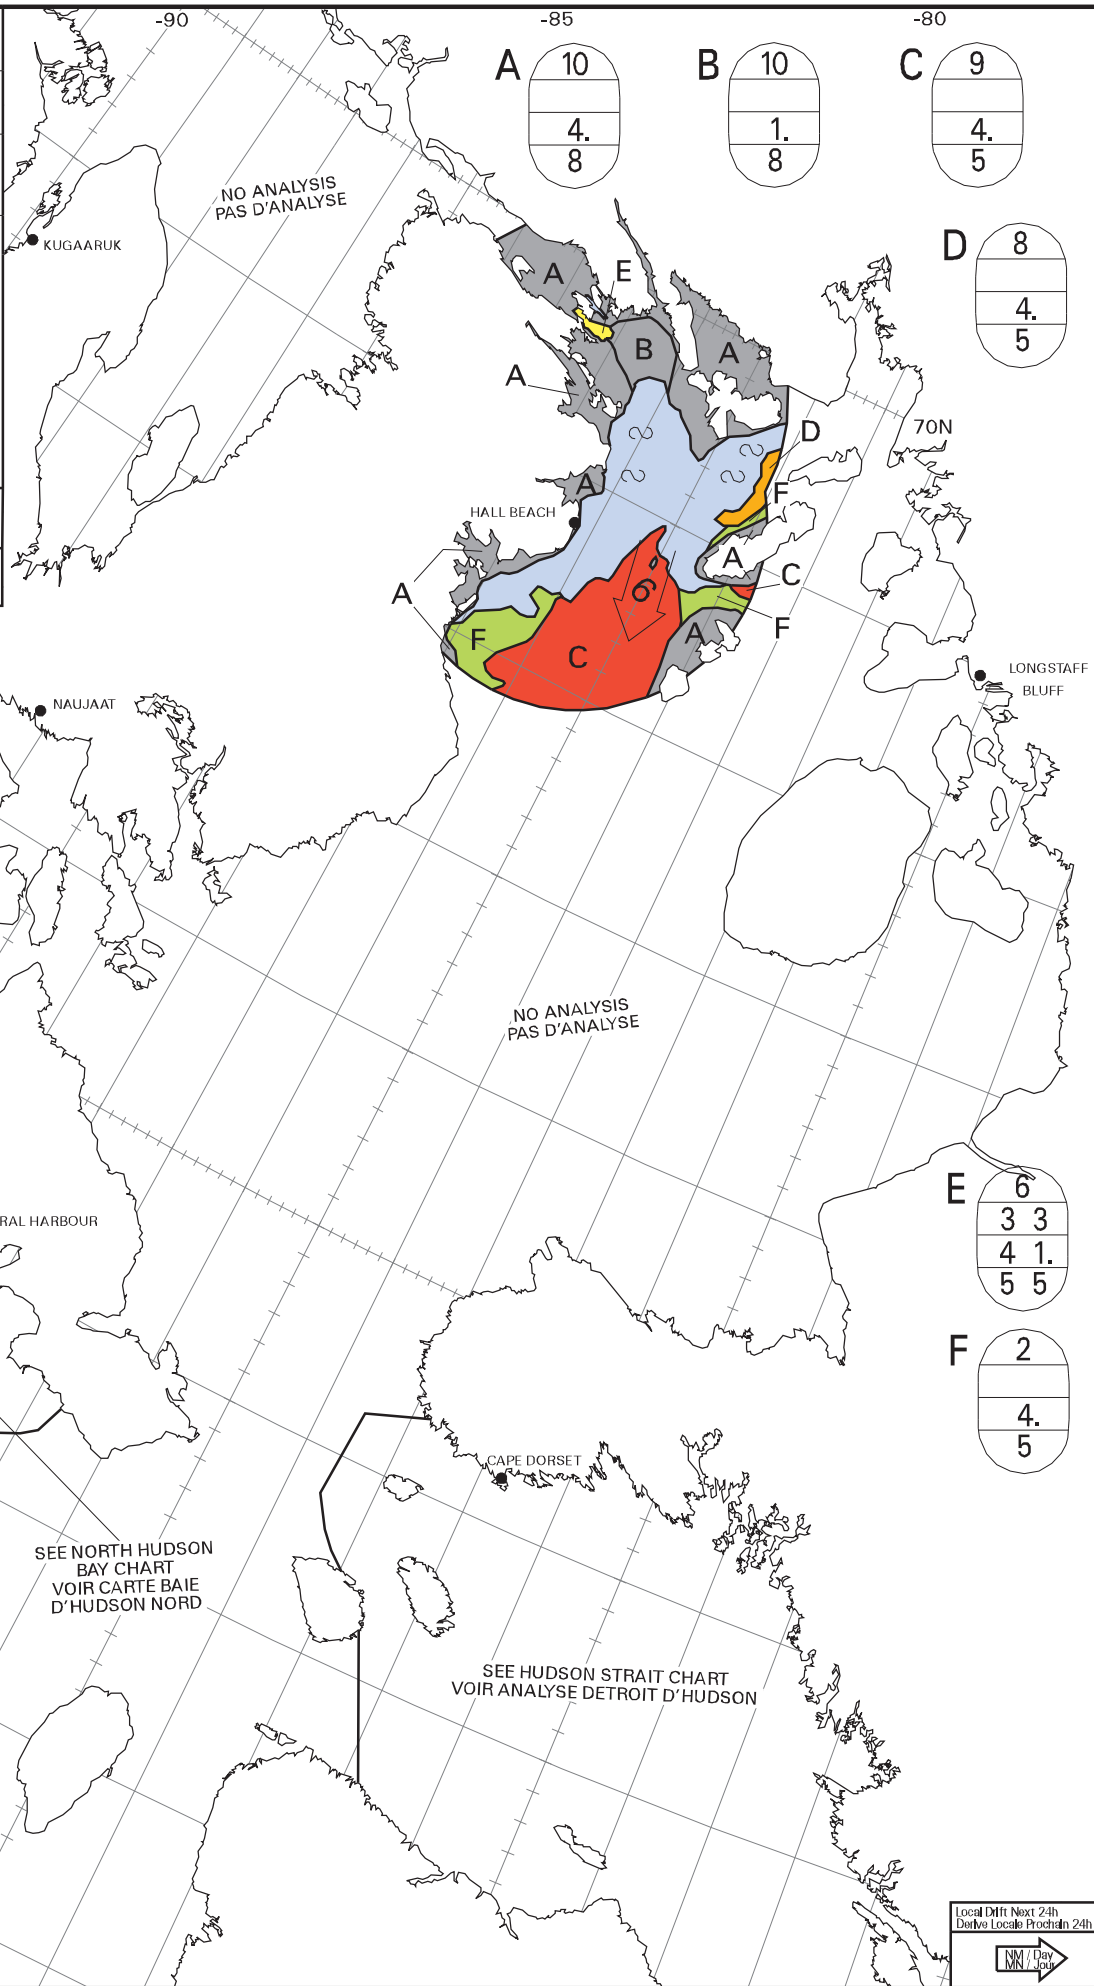 -90
-85
-80
A
10
4.
8
B
10
1.
8
C
9
4.
5
NO ANALYSIS
PAS D'ANALYSE
KUGAARUK
D
8
4.
5
A
E
B
A
A
70N
D
A
F
HALL BEACH
A
C
A
6
F
F
A
C
LONGSTAFF
BLUFF
NAUJAAT
NO ANALYSIS
PAS D'ANALYSE
E
6
3 3
4 1.
5 5
RAL HARBOUR
F
2
4.
5
CAPE DORSET
SEE NORTH HUDSON
BAY CHART
VOIR CARTE BAIE
D'HUDSON NORD
SEE HUDSON STRAIT CHART
VOIR ANALYSE DETROIT D'HUDSON
Local Drift Next 24h
Derive Locale Prochain 24h
NM / Day
MN / Jour